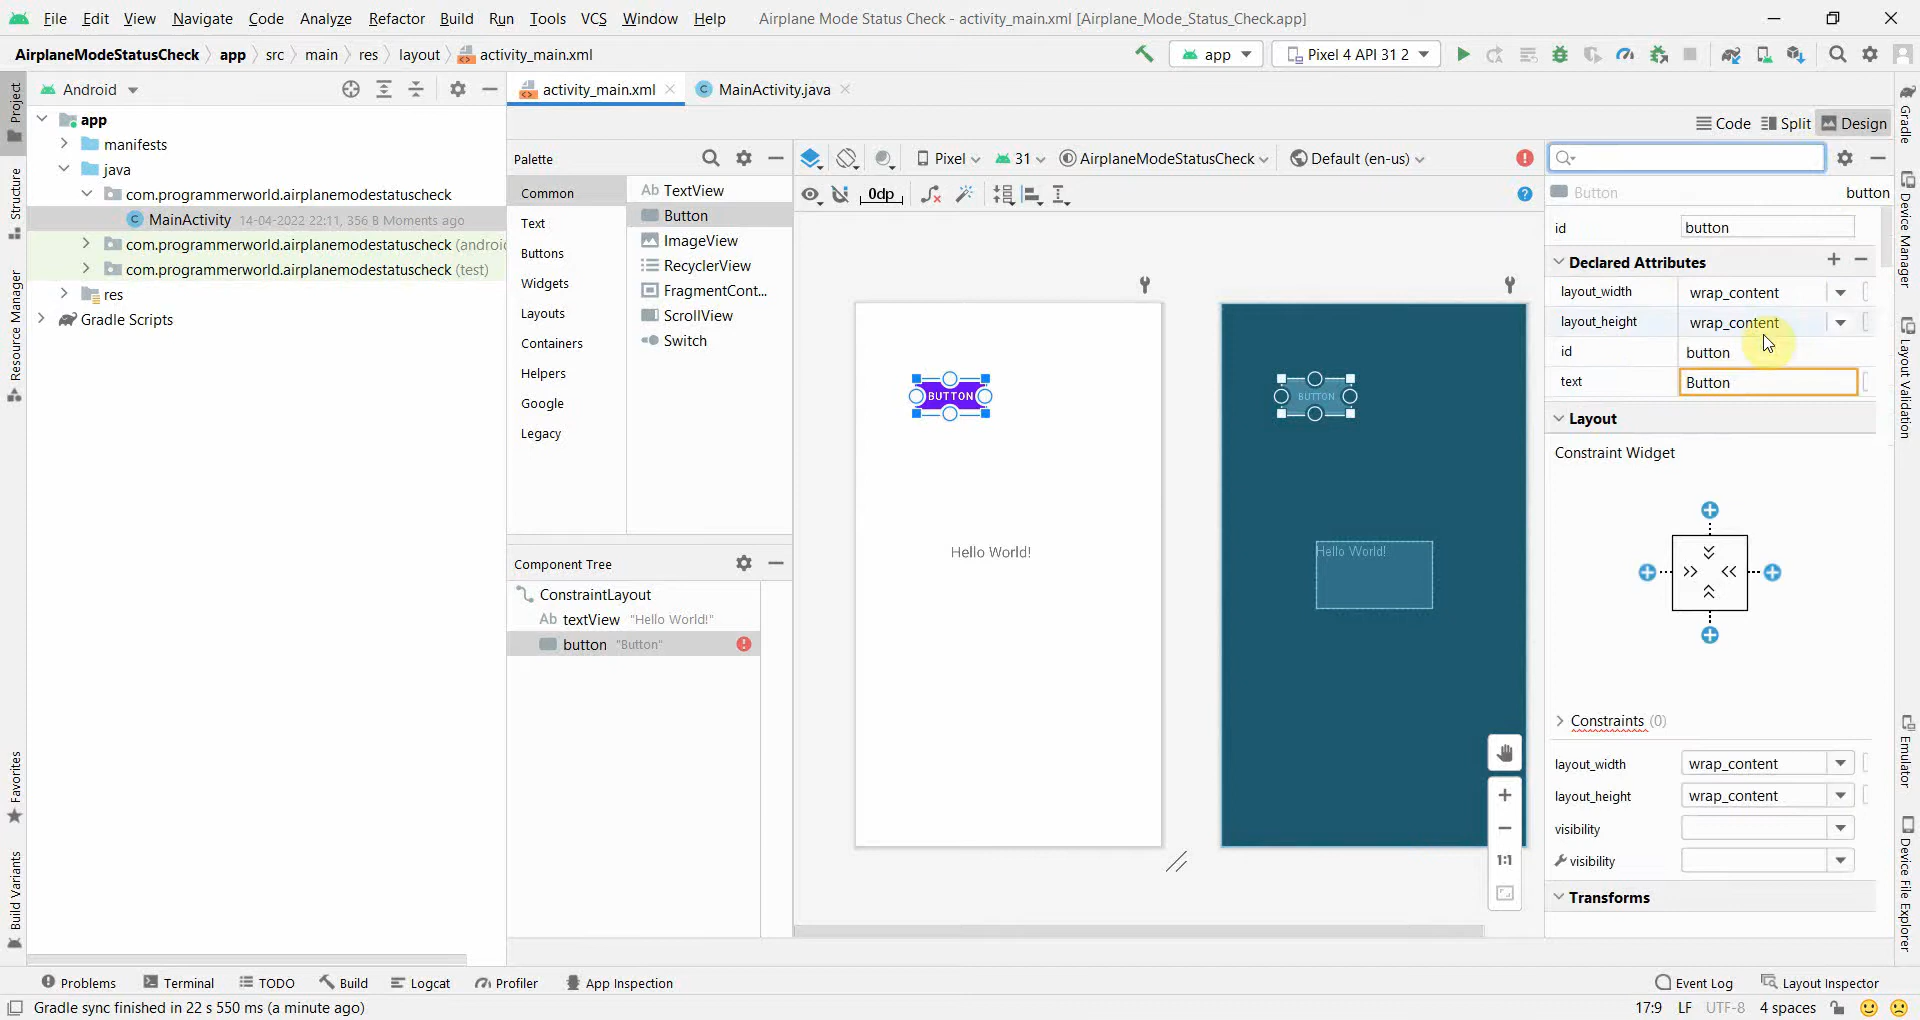 File Edit View Navigate Code Analyze Refactor Build Run Tools VCS Window Help Airplane Mode Status Check - activity_main.xml [Airplane_Mode_Status_Check.app]
AirplaneModeStatusCheck app src main res layout activity_main.xml app Pixel 4 API 31 2
Android activity_main.xml MainActivity.java
Code Split Design
app
manifests
java
com.programmerworld.airplanemodestatuscheck
MainActivity 14-04-2022 22:11, 356 B Moments ago
com.programmerworld.airplanemodestatuscheck (androi
com.programmerworld.airplanemodestatuscheck (test)
res
Gradle Scripts
Project
Structure
Resource Manager
Favorites
Build Variants
Palette
Common
Text
Buttons
Widgets
Layouts
Containers
Helpers
Google
Legacy
Ab TextView
Button
ImageView
RecyclerView
FragmentCont...
ScrollView
Switch
Component Tree
ConstraintLayout
Ab textView "Hello World!"
button "Button"
Pixel 31 AirplaneModeStatusCheck Default (en-us)
0dp
BUTTON
Hello World!
BUTTON
Hello World!
1:1
Button button
id button
Declared Attributes
layout_width wrap_content
layout_height wrap_content
id button
text Button
Layout
Constraint Widget
Constraints (0)
layout_width wrap_content
layout_height wrap_content
visibility
visibility
Transforms
Gradle
Device Manager
Layout Validation
Emulator
Device File Explorer
Problems Terminal TODO Build Logcat Profiler App Inspection Event Log Layout Inspector
Gradle sync finished in 22 s 550 ms (a minute ago) 17:9 LF UTF-8 4 spaces